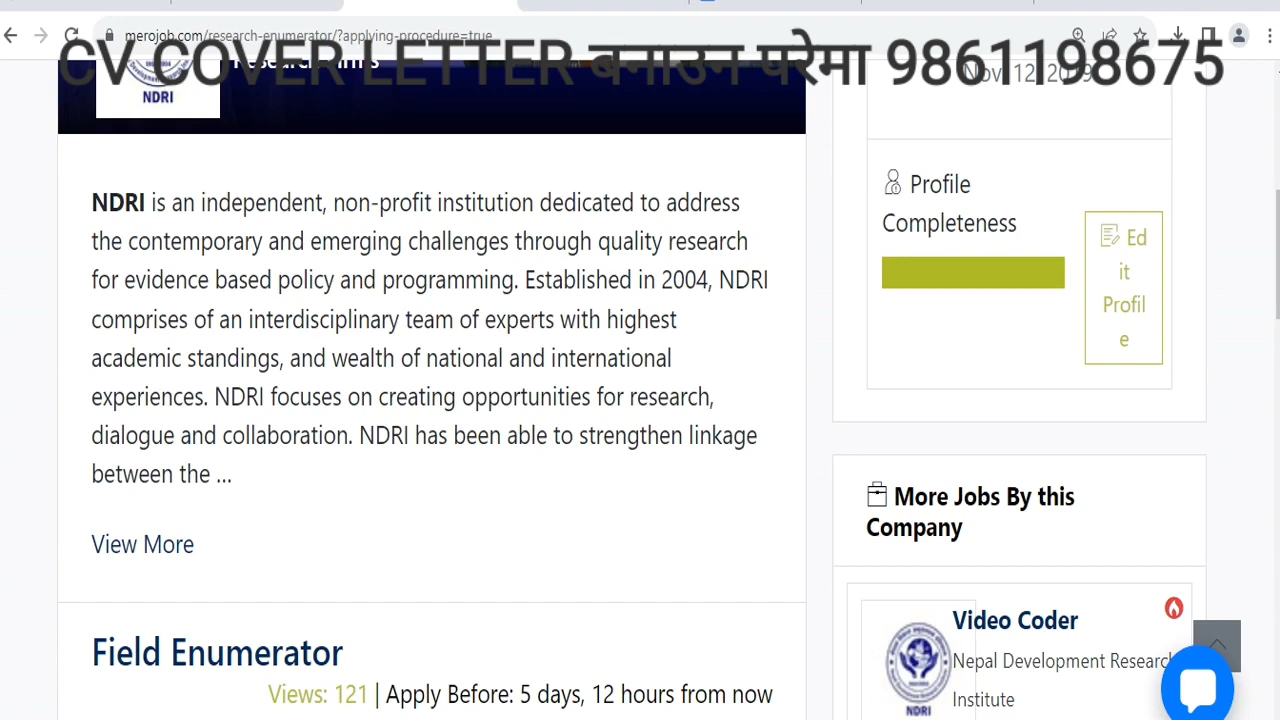 merojob.com/research-enumerator/?applying-procedure=true
CV COVER LETTER बनाउन परेमा 9861198675
NDRI
NDRI is an independent, non-profit institution dedicated to address
the contemporary and emerging challenges through quality research
for evidence based policy and programming. Established in 2004, NDRI
comprises of an interdisciplinary team of experts with highest
academic standings, and wealth of national and international
experiences. NDRI focuses on creating opportunities for research,
dialogue and collaboration. NDRI has been able to strengthen linkage
between the ...
View More
Field Enumerator
Views: 121 | Apply Before: 5 days, 12 hours from now
Profile
Completeness
Ed
it
Profil
e
More Jobs By this
Company
Video Coder
Nepal Development Research
Institute
NDRI